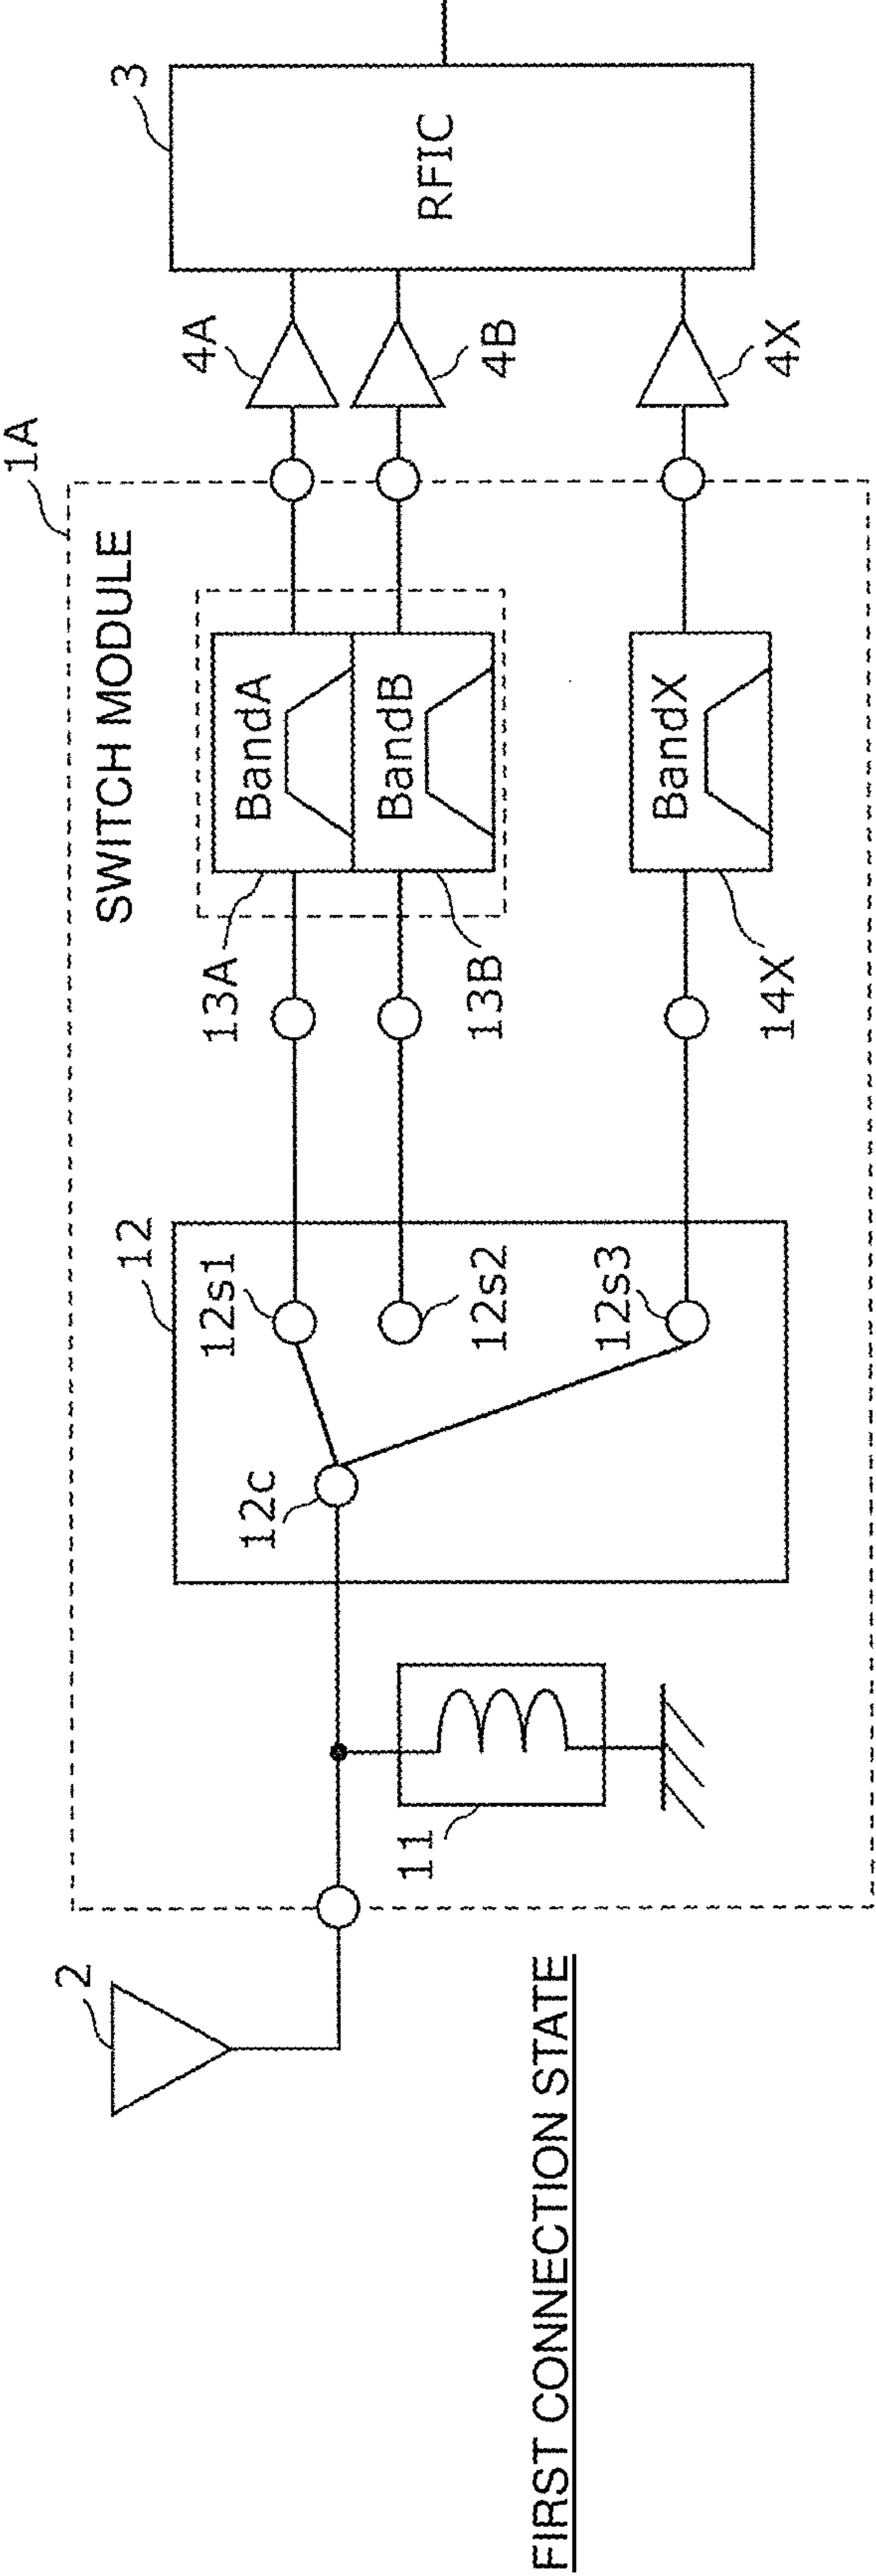 FIRST CONNECTION STATE
2
1A
SWITCH MODULE
11
12
12c
12s1
12s2
12s3
13A
BandA
13B
BandB
14X
BandX
4A
4B
4X
3
RFIC